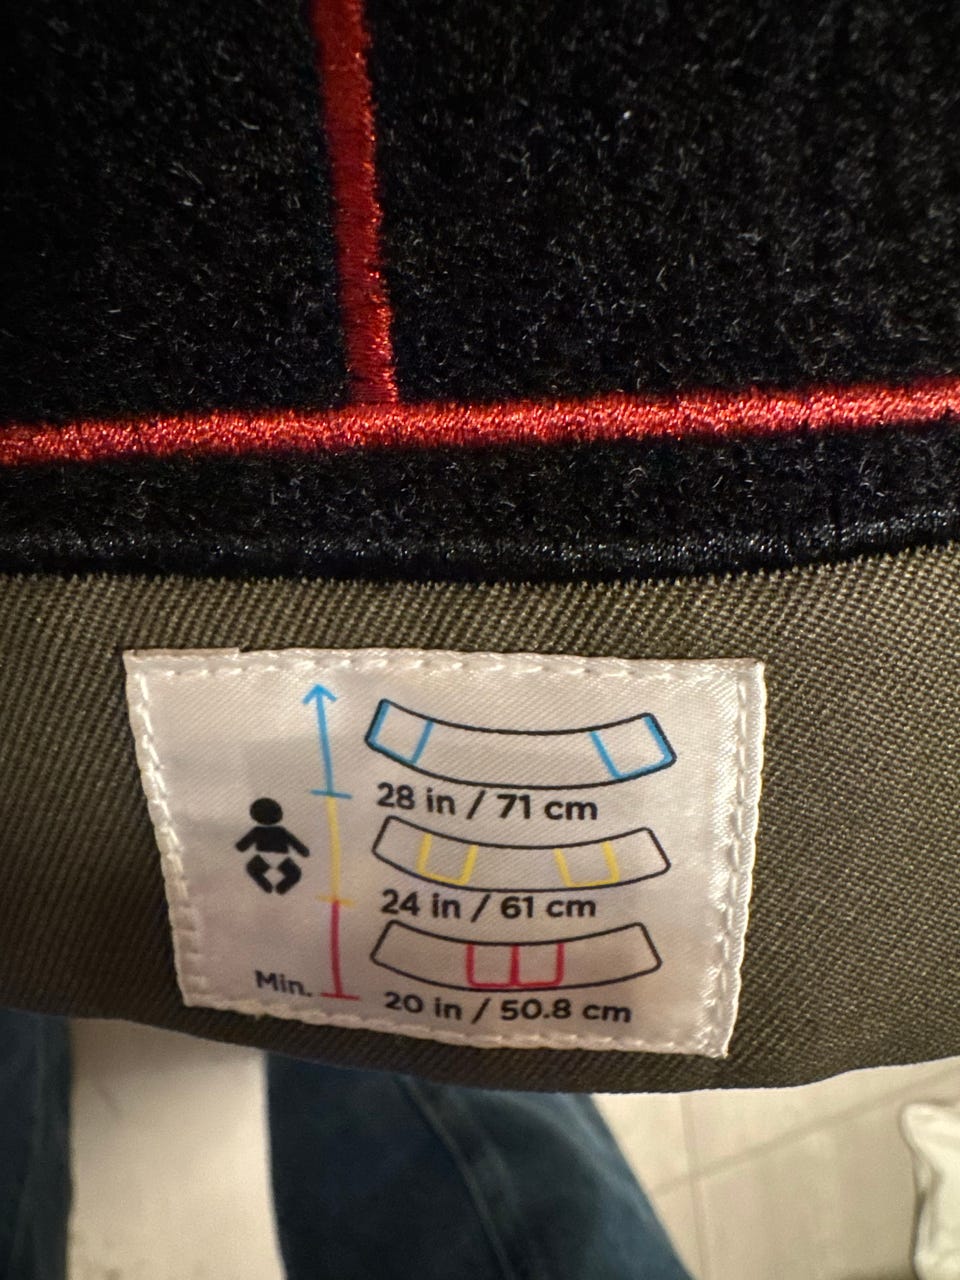 28 in / 71 cm
24 in / 61 cm
Min.
20 in / 50.8 cm